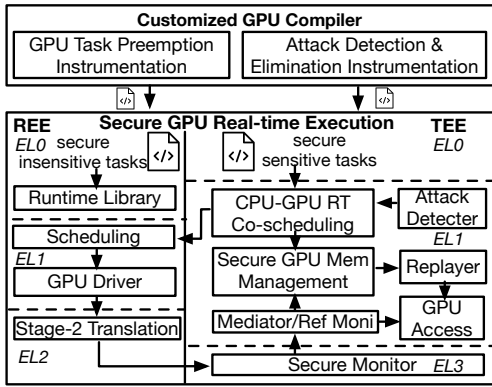 Customized GPU Compiler
GPU Task Preemption
Instrumentation
Attack Detection &
Elimination Instrumentation
</>
</>
REE
Secure GPU Real-time Execution
TEE
EL0
secure
insensitive tasks
</>
</>
secure
sensitive tasks
EL0
Runtime Library
CPU-GPU RT
Co-scheduling
Attack
Detecter
Scheduling
EL1
EL1
GPU Driver
Secure GPU Mem
Management
Replayer
Stage-2 Translation
Mediator/Ref Moni
GPU
Access
EL2
Secure Monitor
EL3